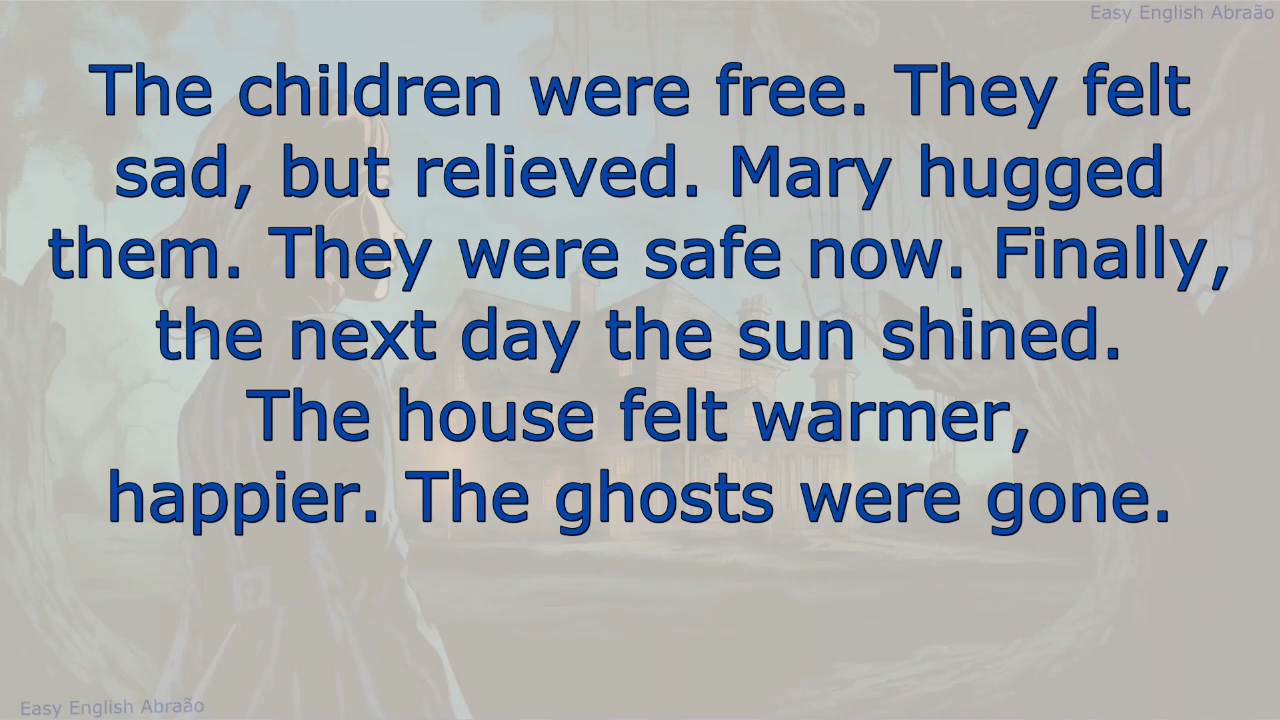 Easy English Abraão
The children were free. They felt
sad, but relieved. Mary hugged
them. They were safe now. Finally,
the next day the sun shined.
The house felt warmer,
happier. The ghosts were gone.
Easy English Abraão